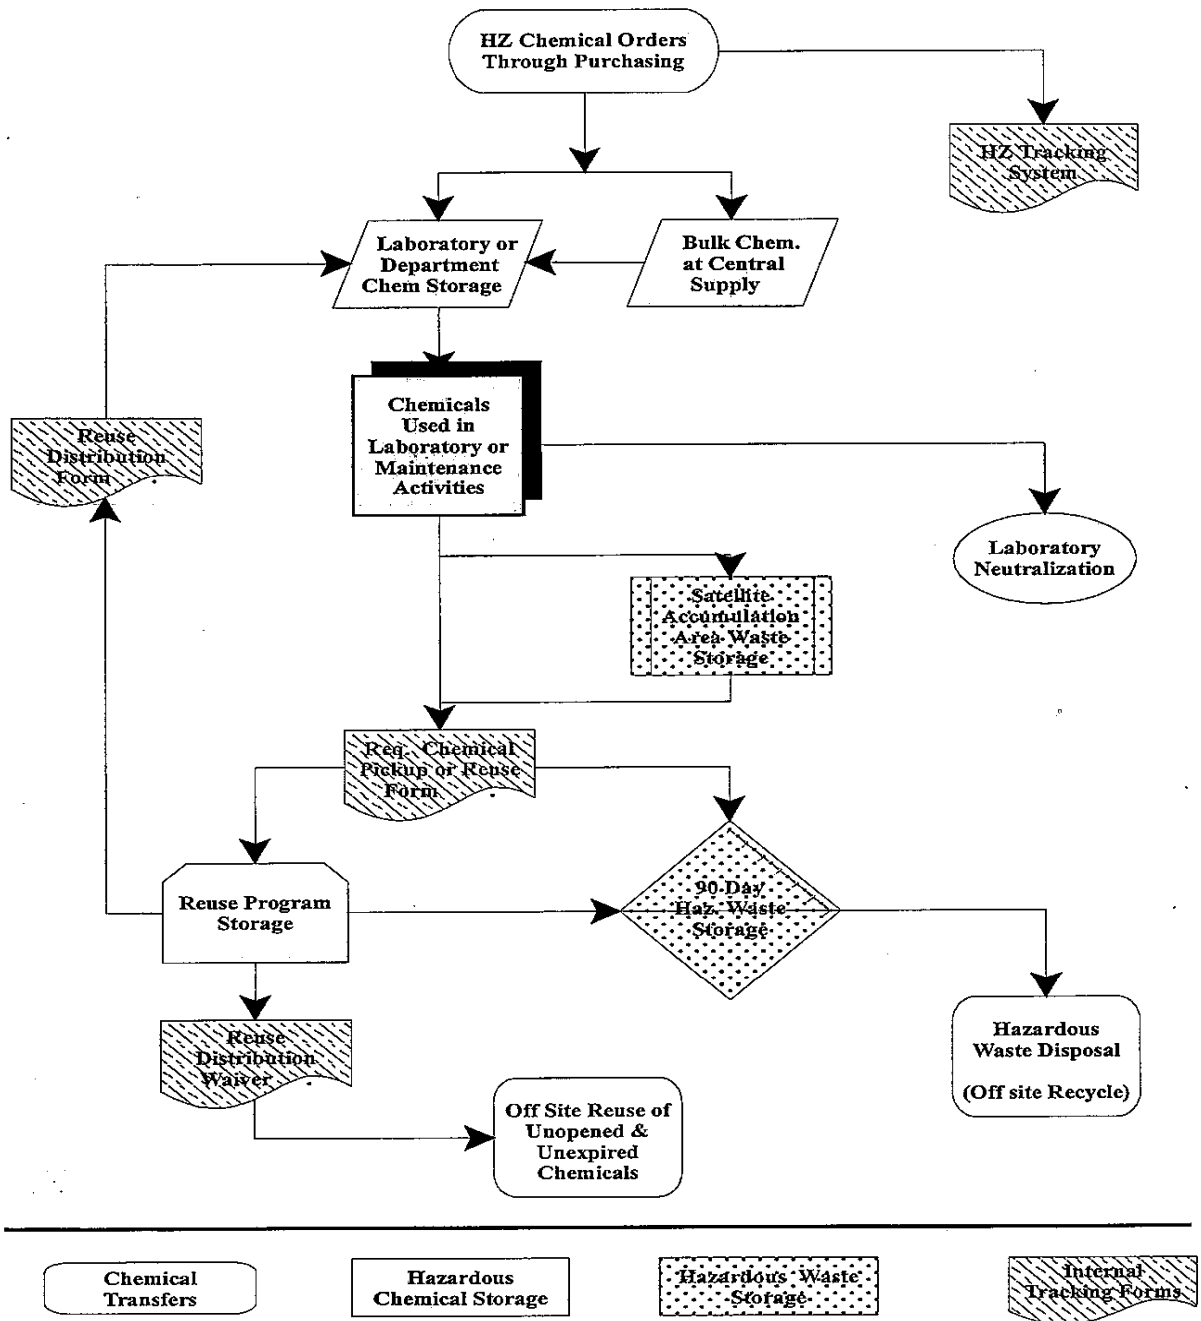 HZ Chemical Orders
Through Purchasing
HZ Tracking
System
Laboratory or
Department
Chem Storage
Bulk Chem.
at Central
Supply
Chemicals
Used in
Laboratory or
Maintenance
Activities
Reuse
Distribution
Form
Laboratory
Neutralization
Satellite
Accumulation
Area Waste
Storage
Req. Chemical
Pickup or Reuse
Form
Reuse Program
Storage
90-Day
Haz. Waste
Storage
Reuse
Distribution
Waiver
Hazardous
Waste Disposal
(Off site Recycle)
Off Site Reuse of
Unopened &
Unexpired
Chemicals
Chemical
Transfers
Hazardous
Chemical Storage
Hazardous Waste
Storage
Internal
Tracking Forms